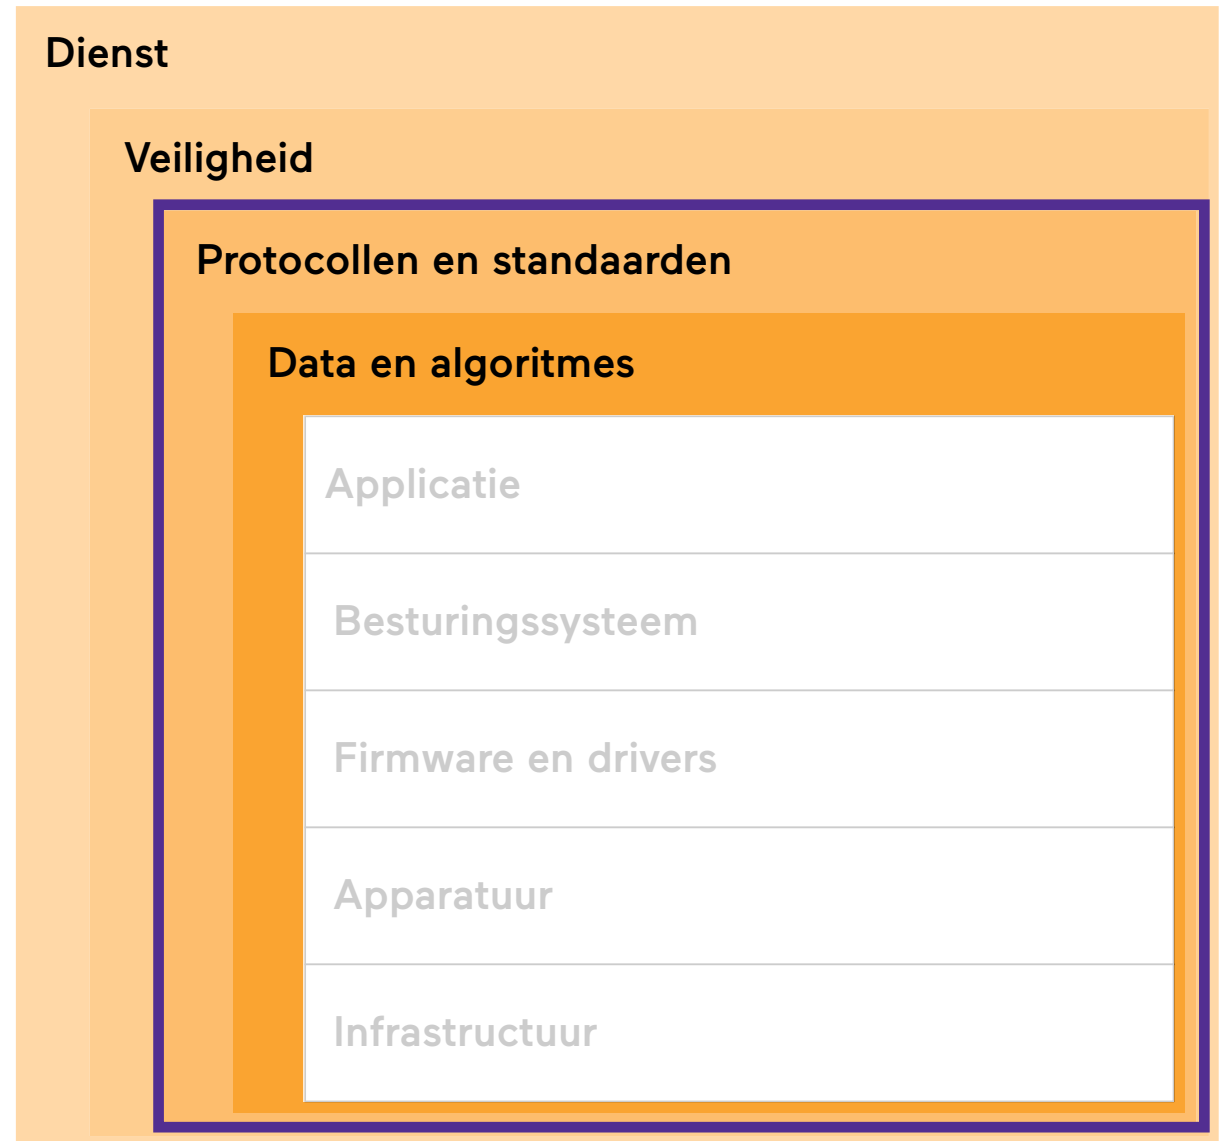 Dienst
Veiligheid
Protocollen en standaarden
Data en algoritmes
Applicatie
Besturingssysteem
Firmware en drivers
Apparatuur
Infrastructuur